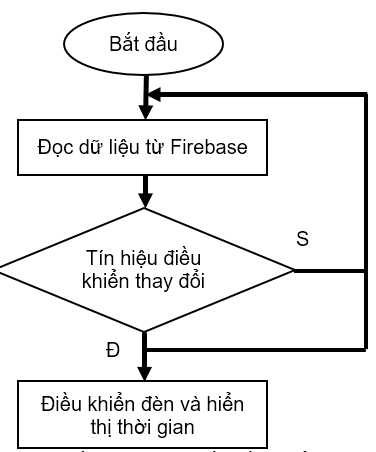 Bắt đầu
Đọc dữ liệu từ Firebase
Tín hiệu điều
khiển thay đổi
S
Đ
Điều khiển đèn và hiển
thị thời gian